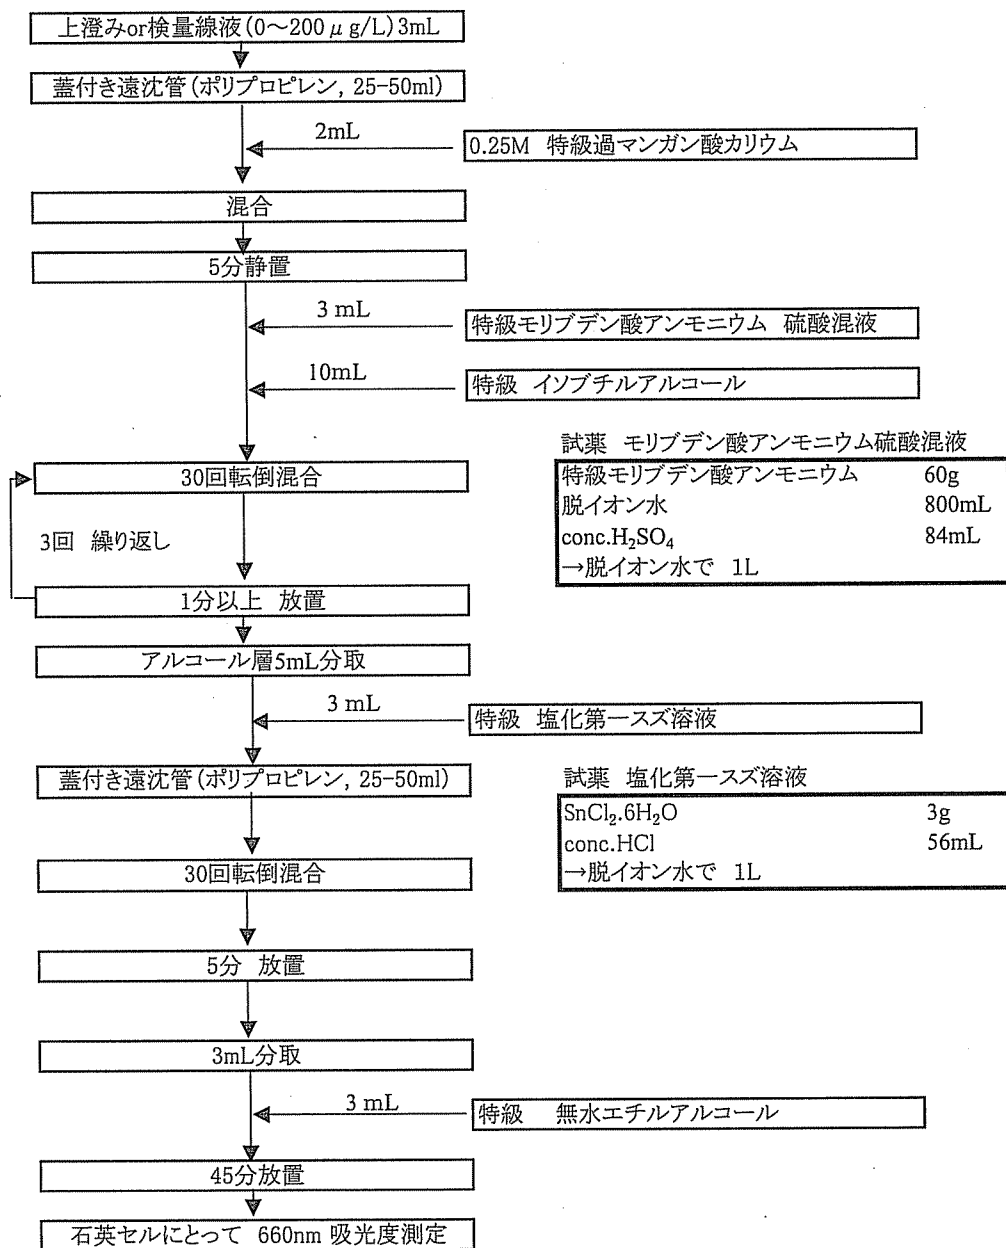 上澄みor検量線液(0～200μg/L)3mL
蓋付き遠沈管(ポリプロピレン, 25-50ml)
2mL
0.25M 特級過マンガン酸カリウム
混合
5分静置
3 mL
特級モリブデン酸アンモニウム 硫酸混液
10mL
特級 イソブチルアルコール
試薬 モリブデン酸アンモニウム硫酸混液
特級モリブデン酸アンモニウム 60g
脱イオン水 800mL
conc.H₂SO₄ 84mL
→脱イオン水で 1L
30回転倒混合
3回 繰り返し
1分以上 放置
アルコール層5mL分取
3 mL
特級 塩化第一スズ溶液
蓋付き遠沈管(ポリプロピレン, 25-50ml)
試薬 塩化第一スズ溶液
SnCl₂.6H₂O 3g
conc.HCl 56mL
→脱イオン水で 1L
30回転倒混合
5分 放置
3mL分取
3 mL
特級 無水エチルアルコール
45分放置
石英セルにとって 660nm 吸光度測定